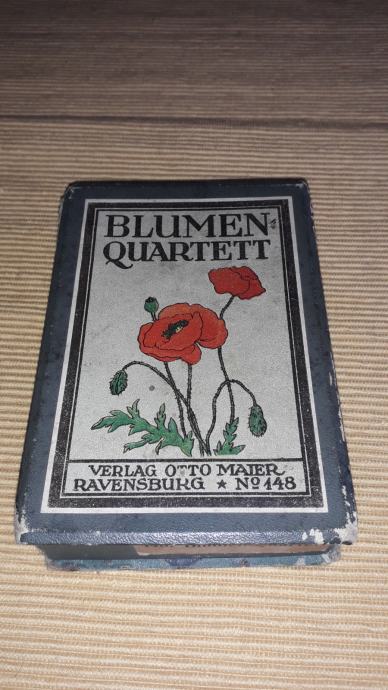 BLUMEN-
QUARTETT
VERLAG OTTO MAIER
RAVENSBURG ★ Nº 148